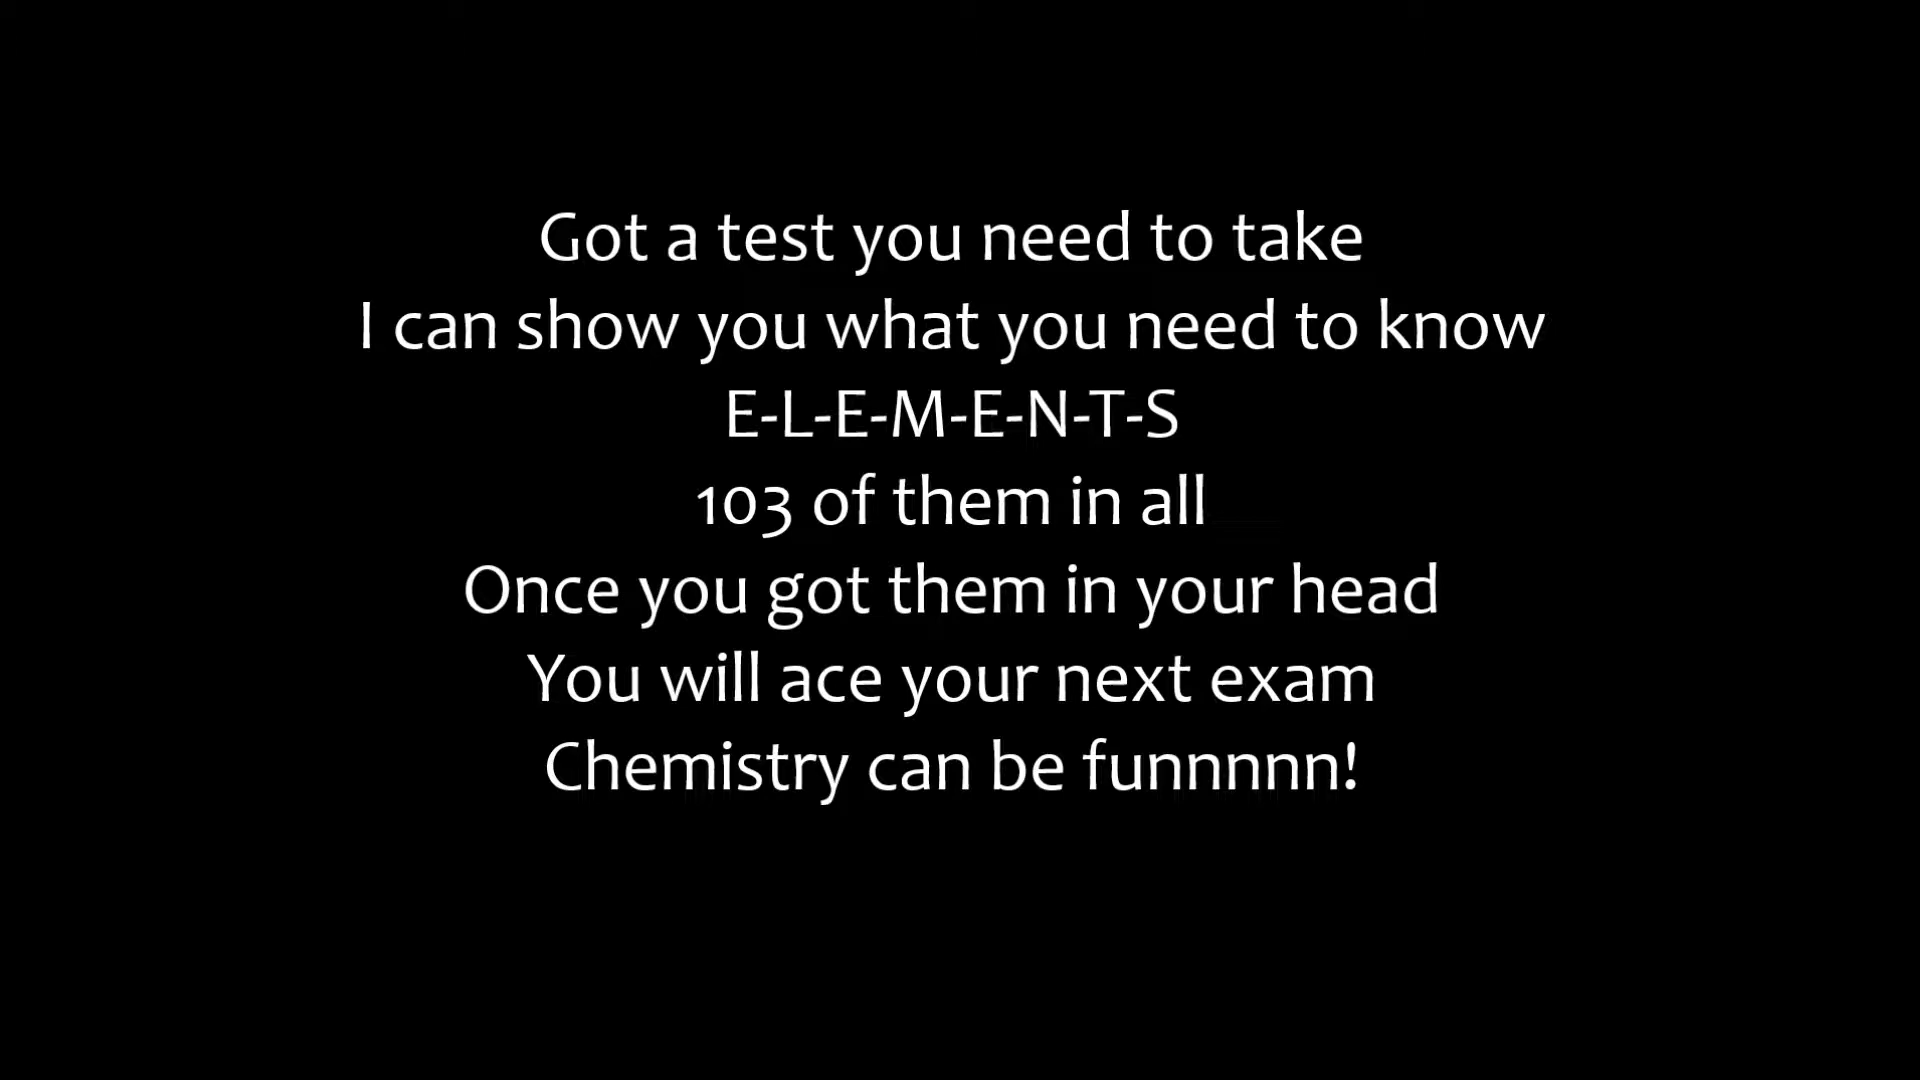 Got a test you need to take
I can show you what you need to know
E-L-E-M-E-N-T-S
103 of them in all
Once you got them in your head
You will ace your next exam
Chemistry can be funnnnn!